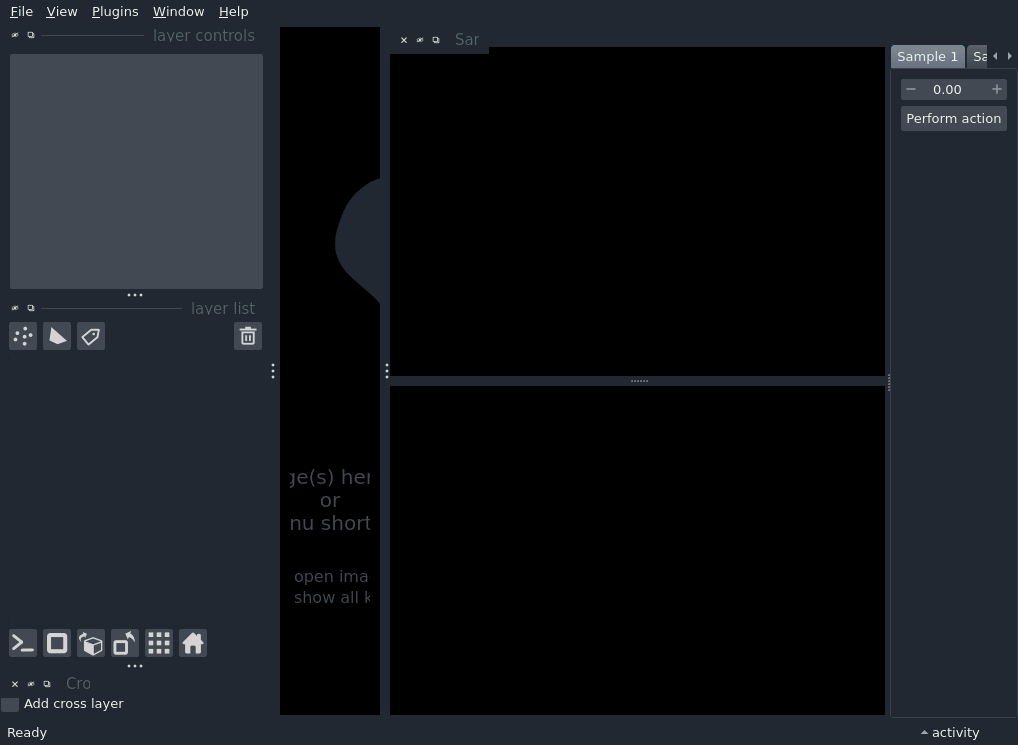 File View Plugins Window Help
layer controls
layer list
ge(s) her
or
nu short
open ima
show all k
Cro
Add cross layer
Ready
Sar
Sample 1 Sa
0.00
Perform action
activity